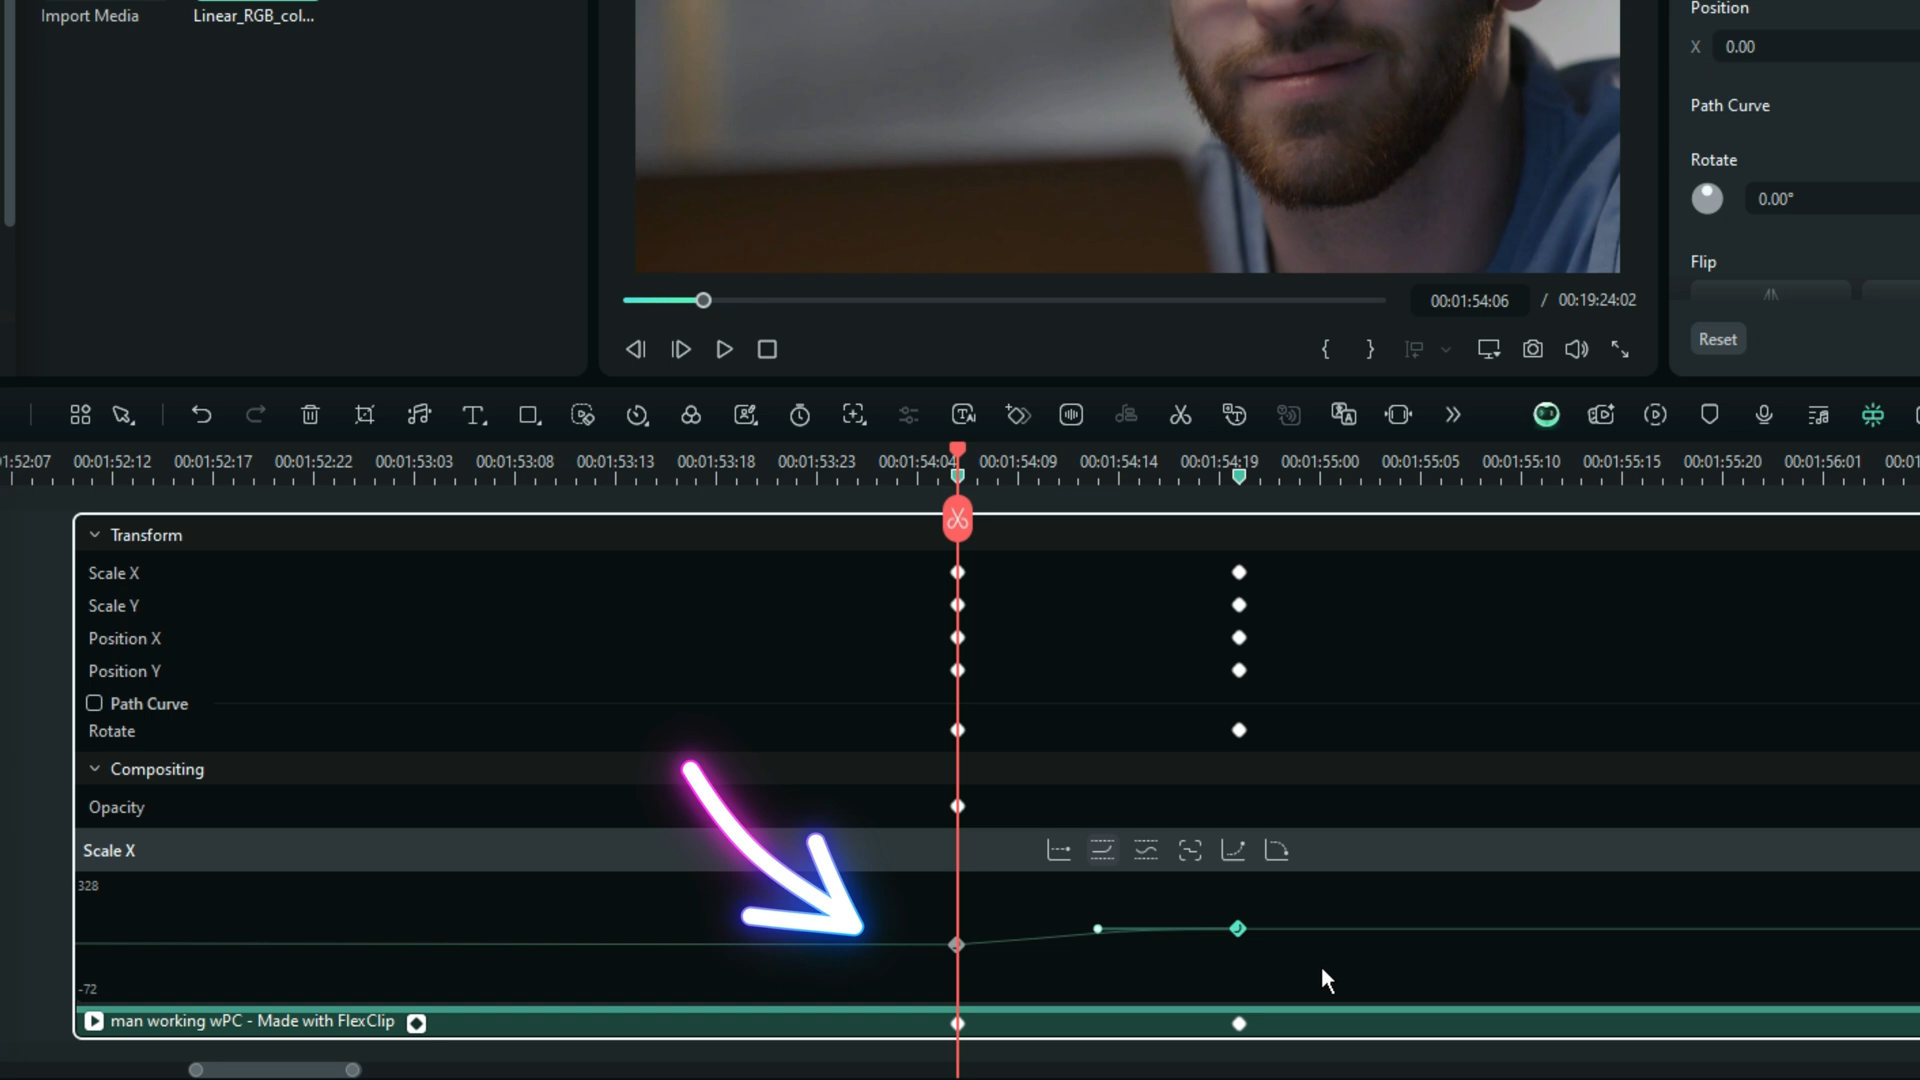 Import Media
Linear_RGB_col...
Position
X 0.00
Path Curve
Rotate
0.00°
Flip
00:01:54:06 / 00:19:24:02
Reset
1:52:07 00:01:52:12 00:01:52:17 00:01:52:22 00:01:53:03 00:01:53:08 00:01:53:13 00:01:53:18 00:01:53:23 00:01:54:04 00:01:54:09 00:01:54:14 00:01:54:19 00:01:55:00 00:01:55:05 00:01:55:10 00:01:55:15 00:01:55:20 00:01:56:01 00:01
Transform
Scale X
Scale Y
Position X
Position Y
Path Curve
Rotate
Compositing
Opacity
Scale X
328
-72
man working wPC - Made with FlexClip